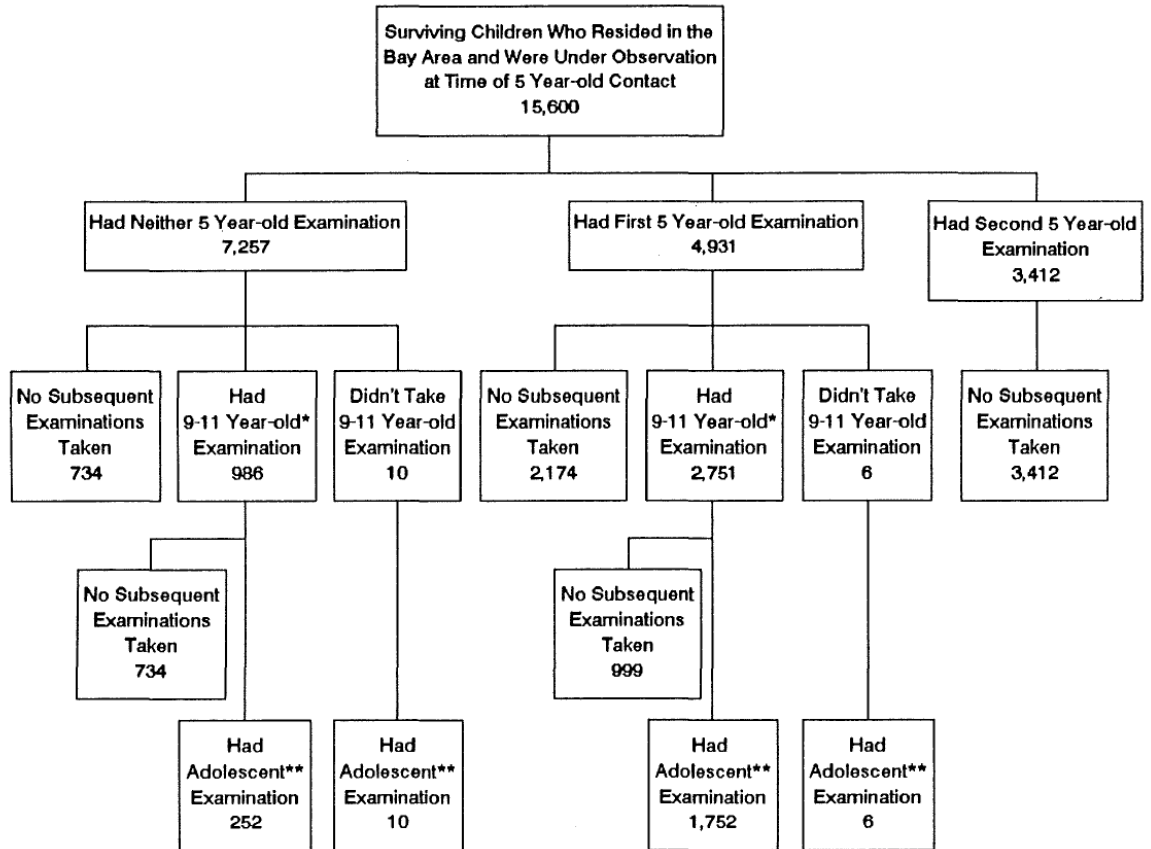 Surviving Children Who Resided in the
Bay Area and Were Under Observation
at Time of 5 Year-old Contact
15,600
Had Neither 5 Year-old Examination
7,257
Had First 5 Year-old Examination
4,931
Had Second 5 Year-old
Examination
3,412
No Subsequent
Examinations
Taken
734
Had
9-11 Year-old*
Examination
986
Didn't Take
9-11 Year-old
Examination
10
No Subsequent
Examinations
Taken
2,174
Had
9-11 Year-old*
Examination
2,751
Didn't Take
9-11 Year-old
Examination
6
No Subsequent
Examinations
Taken
3,412
No Subsequent
Examinations
Taken
734
No Subsequent
Examinations
Taken
999
Had
Adolescent**
Examination
252
Had
Adolescent**
Examination
10
Had
Adolescent**
Examination
1,752
Had
Adolescent**
Examination
6